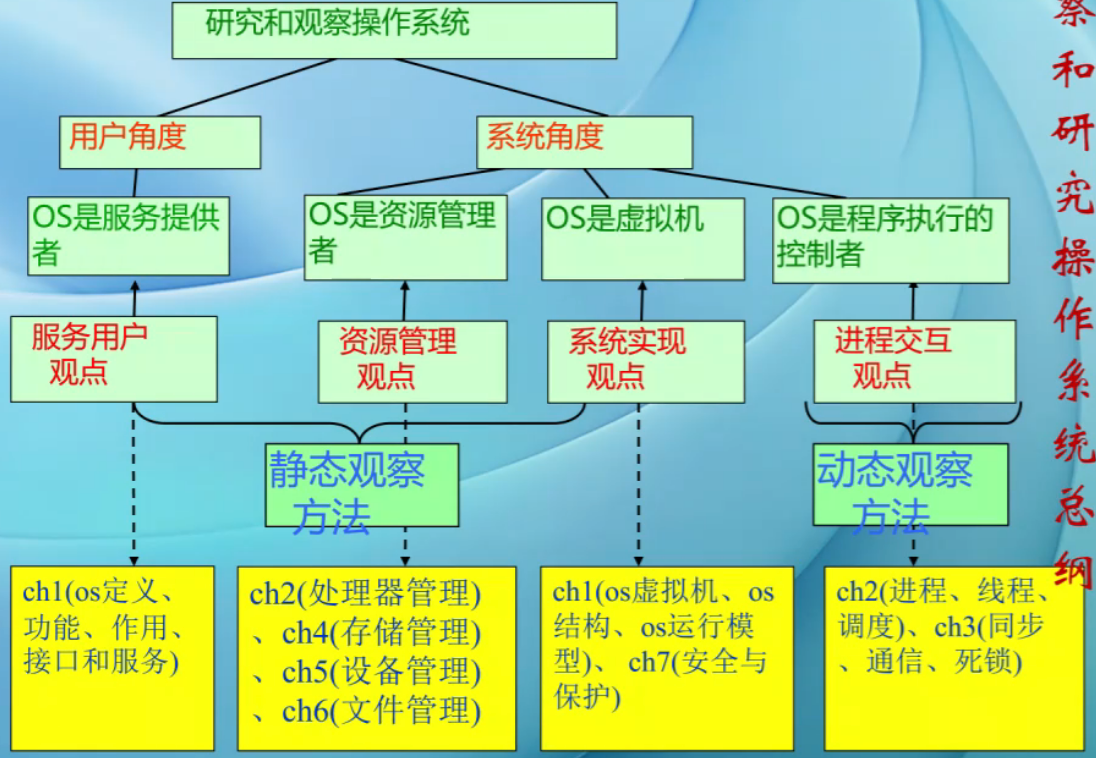 研究和观察操作系统
用户角度
系统角度
OS是服务提供
者
OS是资源管理
者
OS是虚拟机
OS是程序执行的
控制者
服务用户
观点
资源管理
观点
系统实现
观点
进程交互
观点
静态观察
方法
动态观察
方法
ch1(os定义、
功能、作用、
接口和服务)
ch2(处理器管理)
、ch4(存储管理)
、ch5(设备管理)
、ch6(文件管理)
ch1(os虚拟机、os
结构、os运行模
型)、 ch7(安全与
保护)
ch2(进程、线程、
调度)、ch3(同步
、通信、死锁)
察和研究操作系统总纲